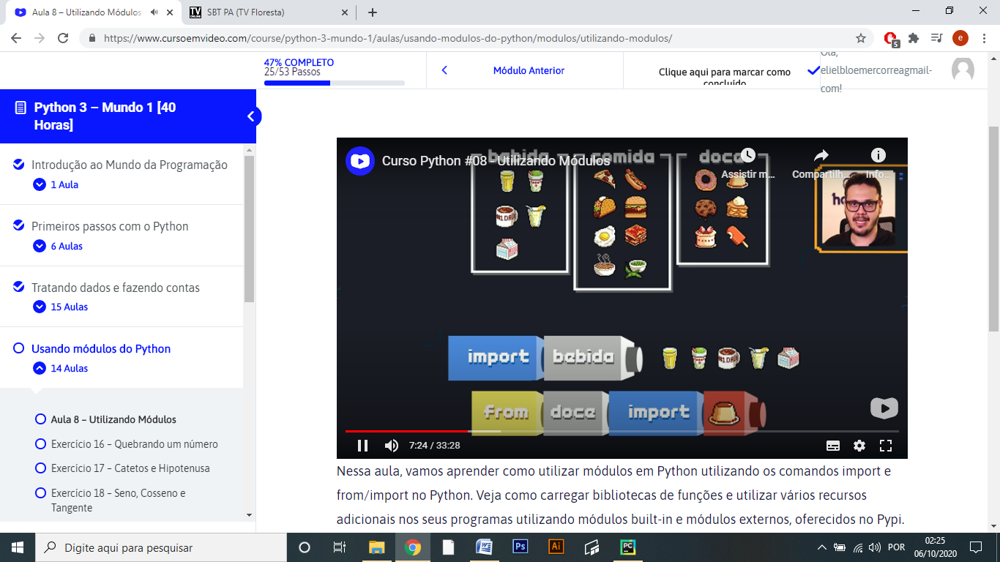 Aula 8 – Utilizando Módulos
SBT PA (TV Floresta)
https://www.cursoemvideo.com/course/python-3-mundo-1/aulas/usando-modulos-do-python/modulos/utilizando-modulos/
5
e
47% COMPLETO
25/53 Passos
Módulo Anterior
Clique aqui para marcar como
concluído
Olá,
elielbloemercorreagmail-
com!
Python 3 – Mundo 1 [40
Horas]
Introdução ao Mundo da Programação
1 Aula
Primeiros passos com o Python
6 Aulas
Tratando dados e fazendo contas
15 Aulas
Usando módulos do Python
14 Aulas
Aula 8 – Utilizando Módulos
Exercício 16 – Quebrando um número
Exercício 17 – Catetos e Hipotenusa
Exercício 18 – Seno, Cosseno e
Tangente
bebida comida doce
Curso Python #08 - Utilizando Módulos
Assistir m... Compartilh... Info...
import bebida
from doce import
7:24 / 33:28
Nessa aula, vamos aprender como utilizar módulos em Python utilizando os comandos import e
from/import no Python. Veja como carregar bibliotecas de funções e utilizar vários recursos
adicionais nos seus programas utilizando módulos built-in e módulos externos, oferecidos no Pypi.
Digite aqui para pesquisar
Ps
Ai
PC
POR
02:25
06/10/2020